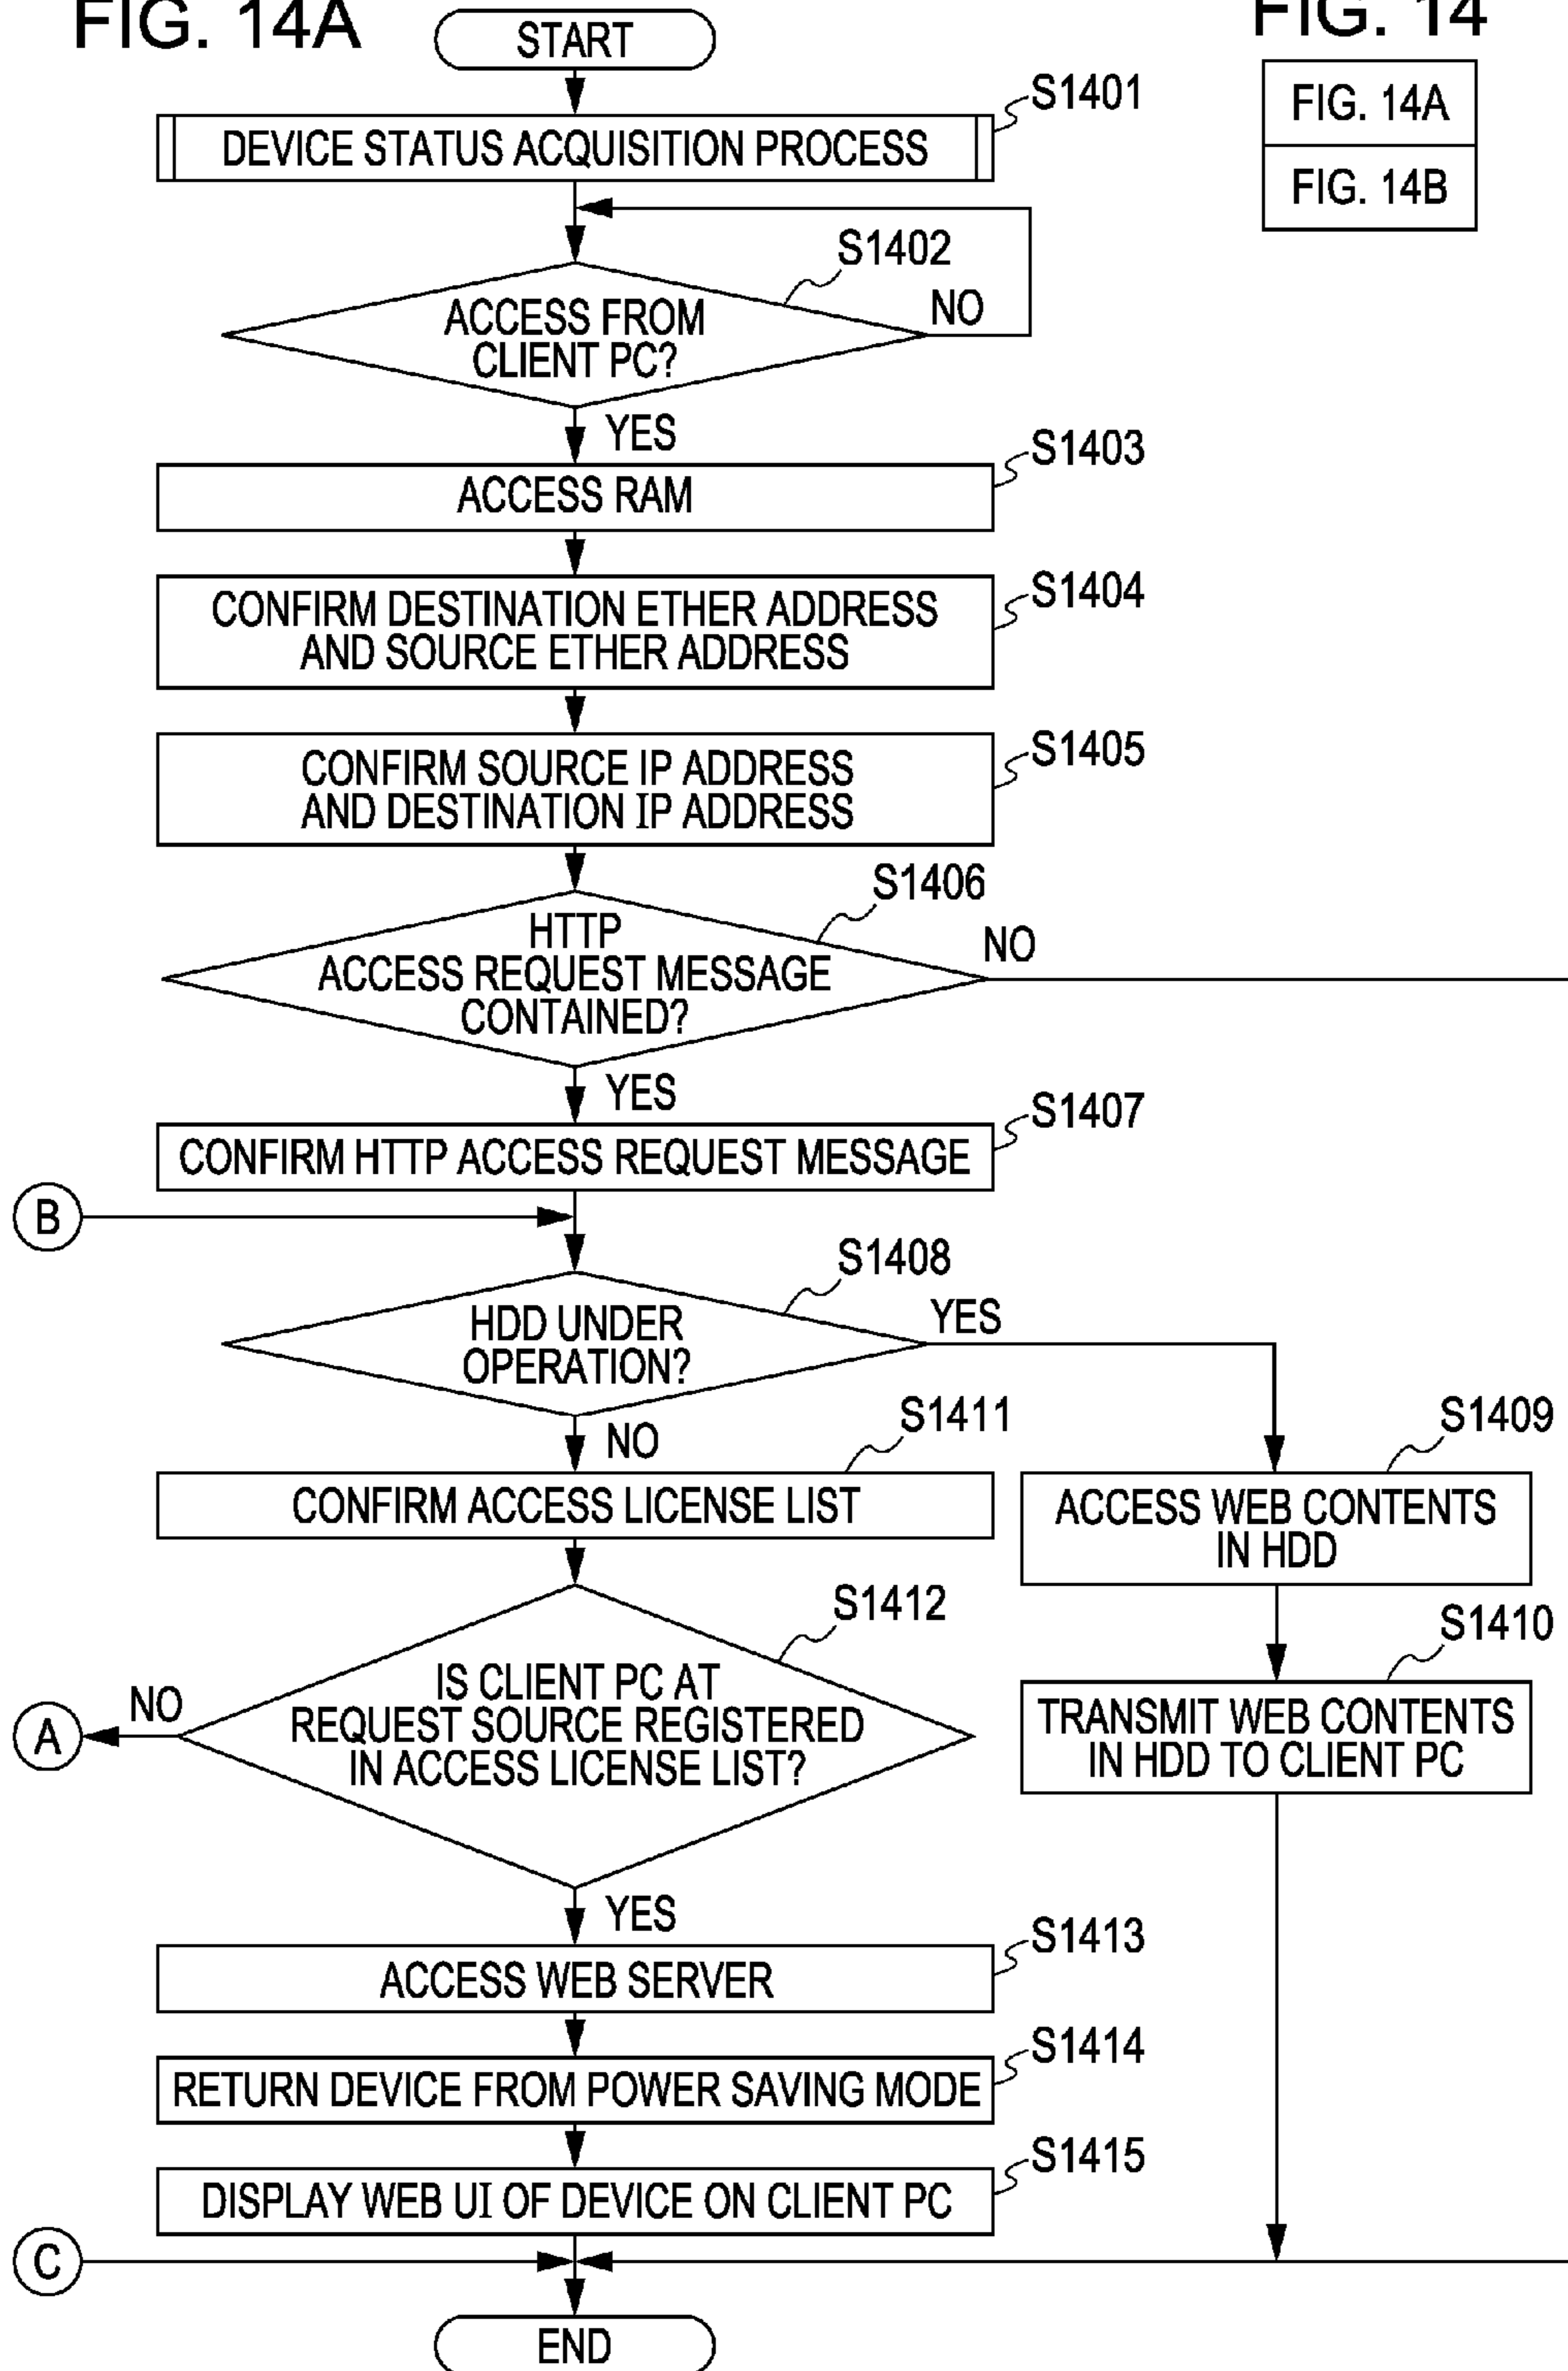 FIG. 14A
FIG. 14
FIG. 14A
FIG. 14B
START
S1401
DEVICE STATUS ACQUISITION PROCESS
S1402
ACCESS FROM
CLIENT PC?
NO
YES
S1403
ACCESS RAM
S1404
CONFIRM DESTINATION ETHER ADDRESS
AND SOURCE ETHER ADDRESS
S1405
CONFIRM SOURCE IP ADDRESS
AND DESTINATION IP ADDRESS
S1406
HTTP
ACCESS REQUEST MESSAGE
CONTAINED?
NO
YES
S1407
CONFIRM HTTP ACCESS REQUEST MESSAGE
B
S1408
HDD UNDER
OPERATION?
YES
NO
S1409
ACCESS WEB CONTENTS
IN HDD
S1410
TRANSMIT WEB CONTENTS
IN HDD TO CLIENT PC
S1411
CONFIRM ACCESS LICENSE LIST
S1412
IS CLIENT PC AT
REQUEST SOURCE REGISTERED
IN ACCESS LICENSE LIST?
NO
A
YES
S1413
ACCESS WEB SERVER
S1414
RETURN DEVICE FROM POWER SAVING MODE
S1415
DISPLAY WEB UI OF DEVICE ON CLIENT PC
C
END